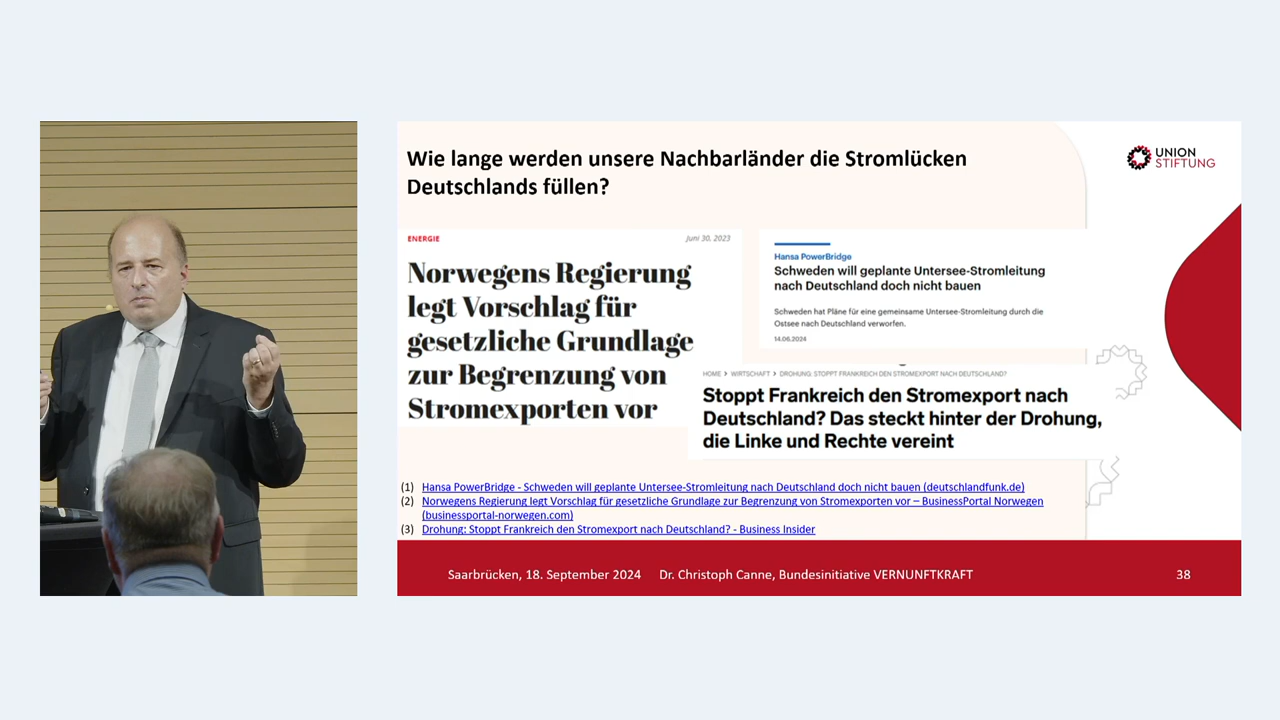 Wie lange werden unsere Nachbarländer die Stromlücken
Deutschlands füllen?
UNION
STIFTUNG
ENERGIE
Juni 30, 2023
Norwegens Regierung
legt Vorschlag für
gesetzliche Grundlage
zur Begrenzung von
Stromexporten vor
Hansa PowerBridge
Schweden will geplante Untersee-Stromleitung
nach Deutschland doch nicht bauen
Schweden hat Pläne für eine gemeinsame Untersee-Stromleitung durch die
Ostsee nach Deutschland verworfen.
14.06.2024
HOME > WIRTSCHAFT > DROHUNG: STOPPT FRANKREICH DEN STROMEXPORT NACH DEUTSCHLAND?
Stoppt Frankreich den Stromexport nach
Deutschland? Das steckt hinter der Drohung,
die Linke und Rechte vereint
(1) Hansa PowerBridge - Schweden will geplante Untersee-Stromleitung nach Deutschland doch nicht bauen (deutschlandfunk.de)
(2) Norwegens Regierung legt Vorschlag für gesetzliche Grundlage zur Begrenzung von Stromexporten vor – BusinessPortal Norwegen
(businessportal-norwegen.com)
(3) Drohung: Stoppt Frankreich den Stromexport nach Deutschland? - Business Insider
Saarbrücken, 18. September 2024 Dr. Christoph Canne, Bundesinitiative VERNUNFTKRAFT 38